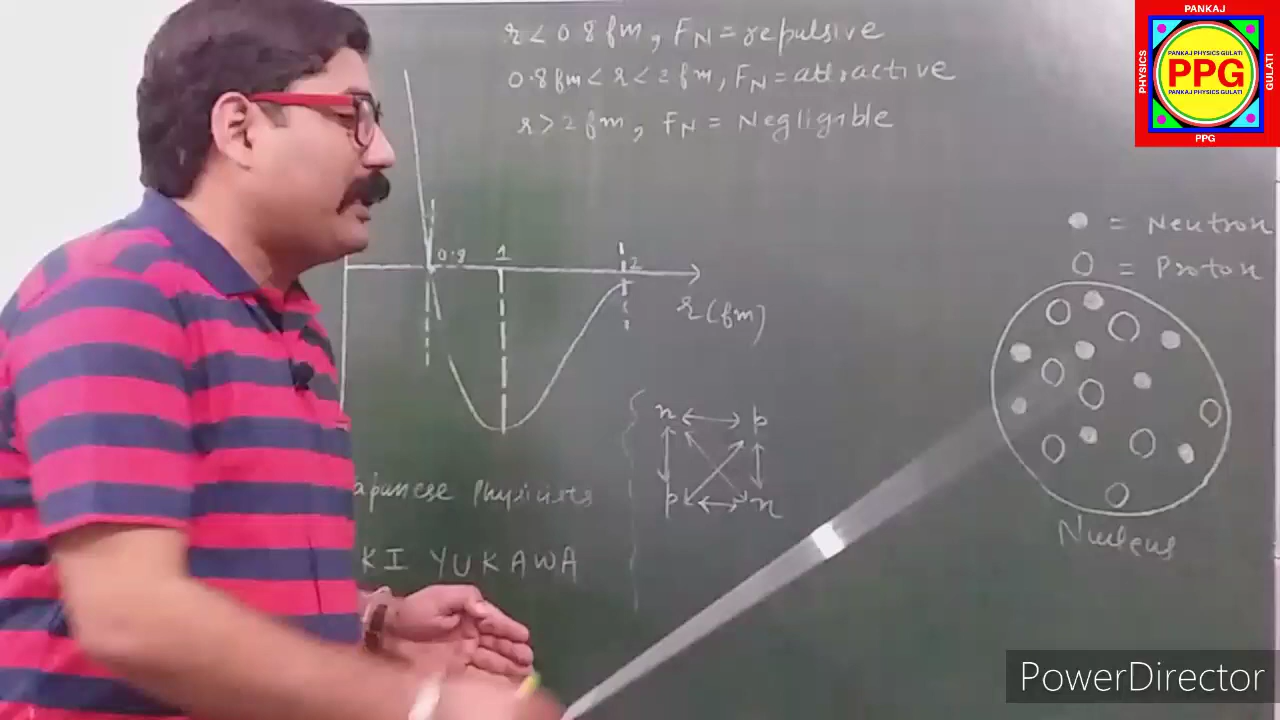 r < 0.8 fm, FN = repulsive
0.8 fm < r < 2 fm, FN = attractive
r > 2 fm, FN = Negligible
PANKAJ
PHYSICS
PANKAJ PHYSICS GULATI
PPG
PANKAJ PHYSICS GULATI
GULATI
PPG
= Neutron
= Proton
0.8 1 2
r (fm)
n p
p n
apanese Physicists
KI YUKAWA
Nucleus
PowerDirector